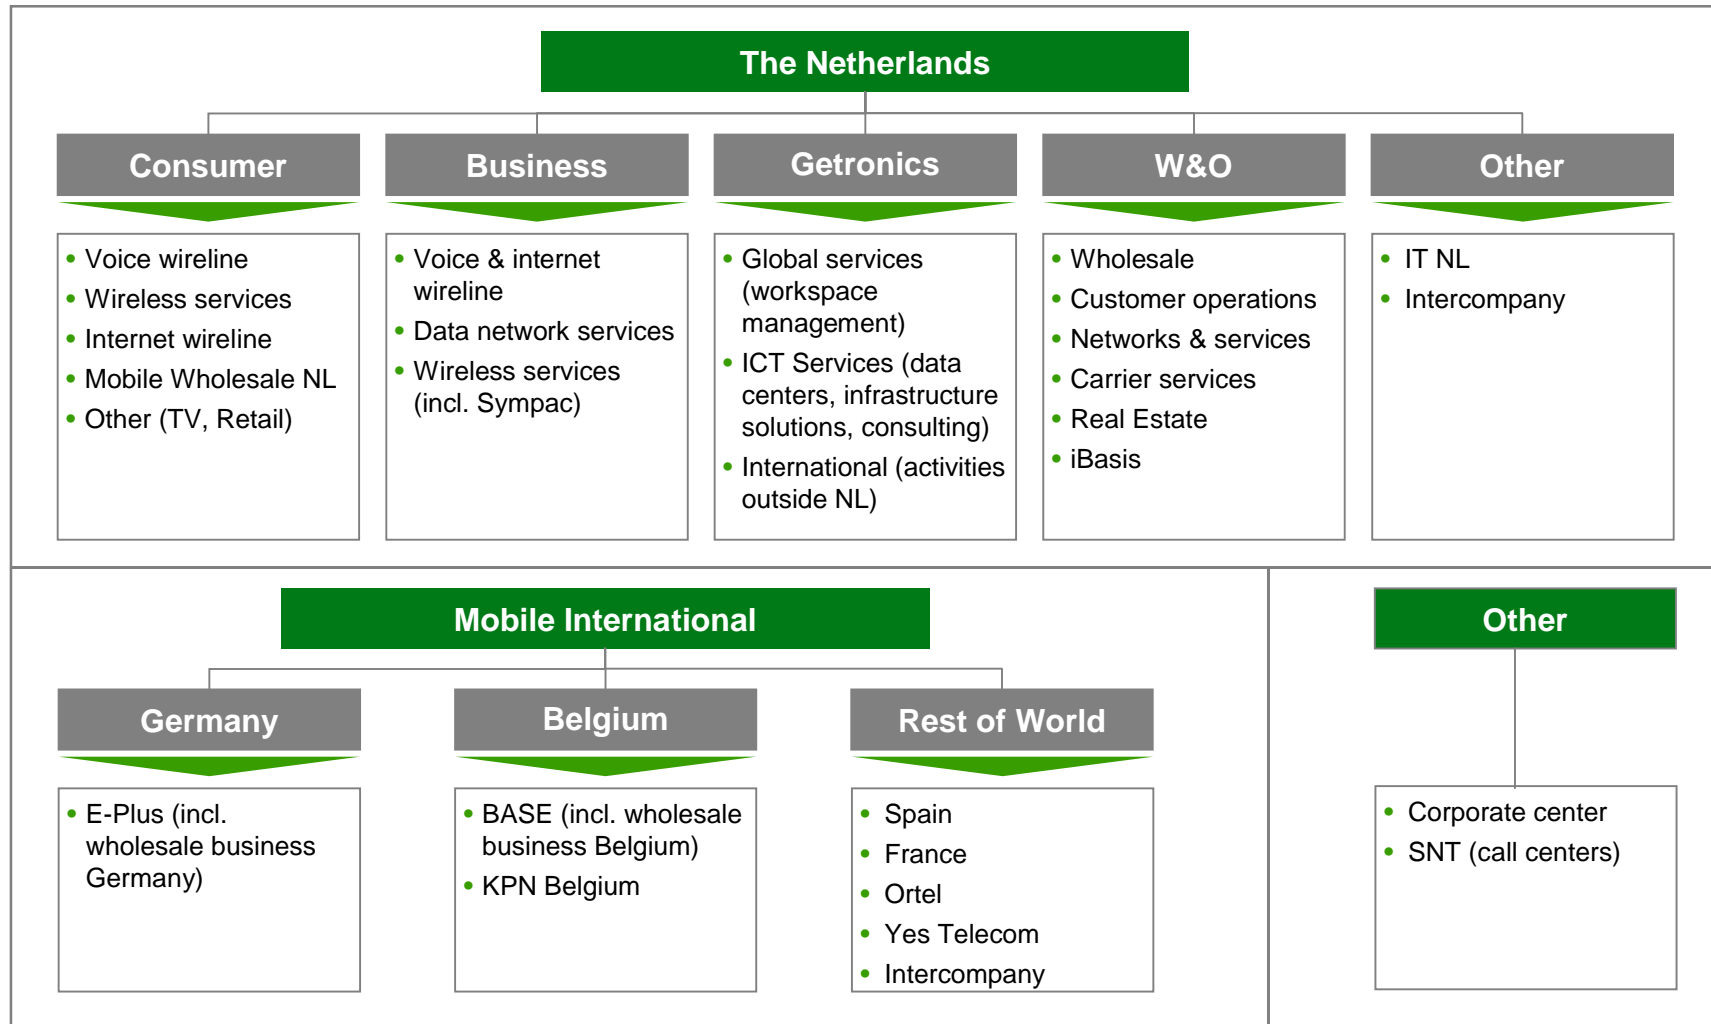 The Netherlands
Consumer
Business
Getronics
W&O
Other
• Voice wireline
• Wireless services
• Internet wireline
• Mobile Wholesale NL
• Other (TV, Retail)
• Voice & internet
wireline
• Data network services
• Wireless services
(incl. Sympac)
• Global services
(workspace
management)
• ICT Services (data
centers, infrastructure
solutions, consulting)
• International (activities
outside NL)
• Wholesale
• Customer operations
• Networks & services
• Carrier services
• Real Estate
• iBasis
• IT NL
• Intercompany
Mobile International
Germany
Belgium
Rest of World
• E-Plus (incl.
wholesale business
Germany)
• BASE (incl. wholesale
business Belgium)
• KPN Belgium
• Spain
• France
• Ortel
• Yes Telecom
• Intercompany
Other
• Corporate center
• SNT (call centers)